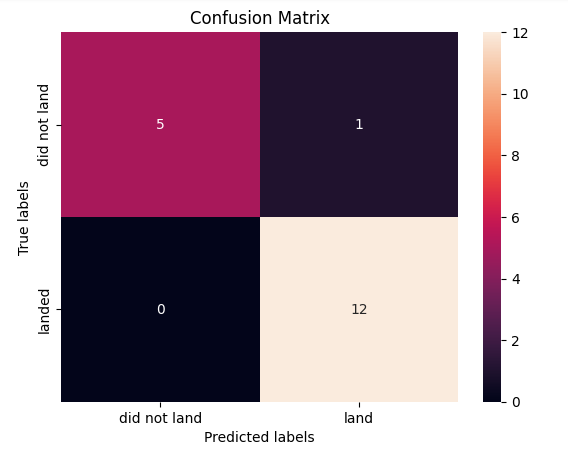 Confusion Matrix
True labels
did not land
landed
5
1
0
12
did not land
land
Predicted labels
12
10
8
6
4
2
0